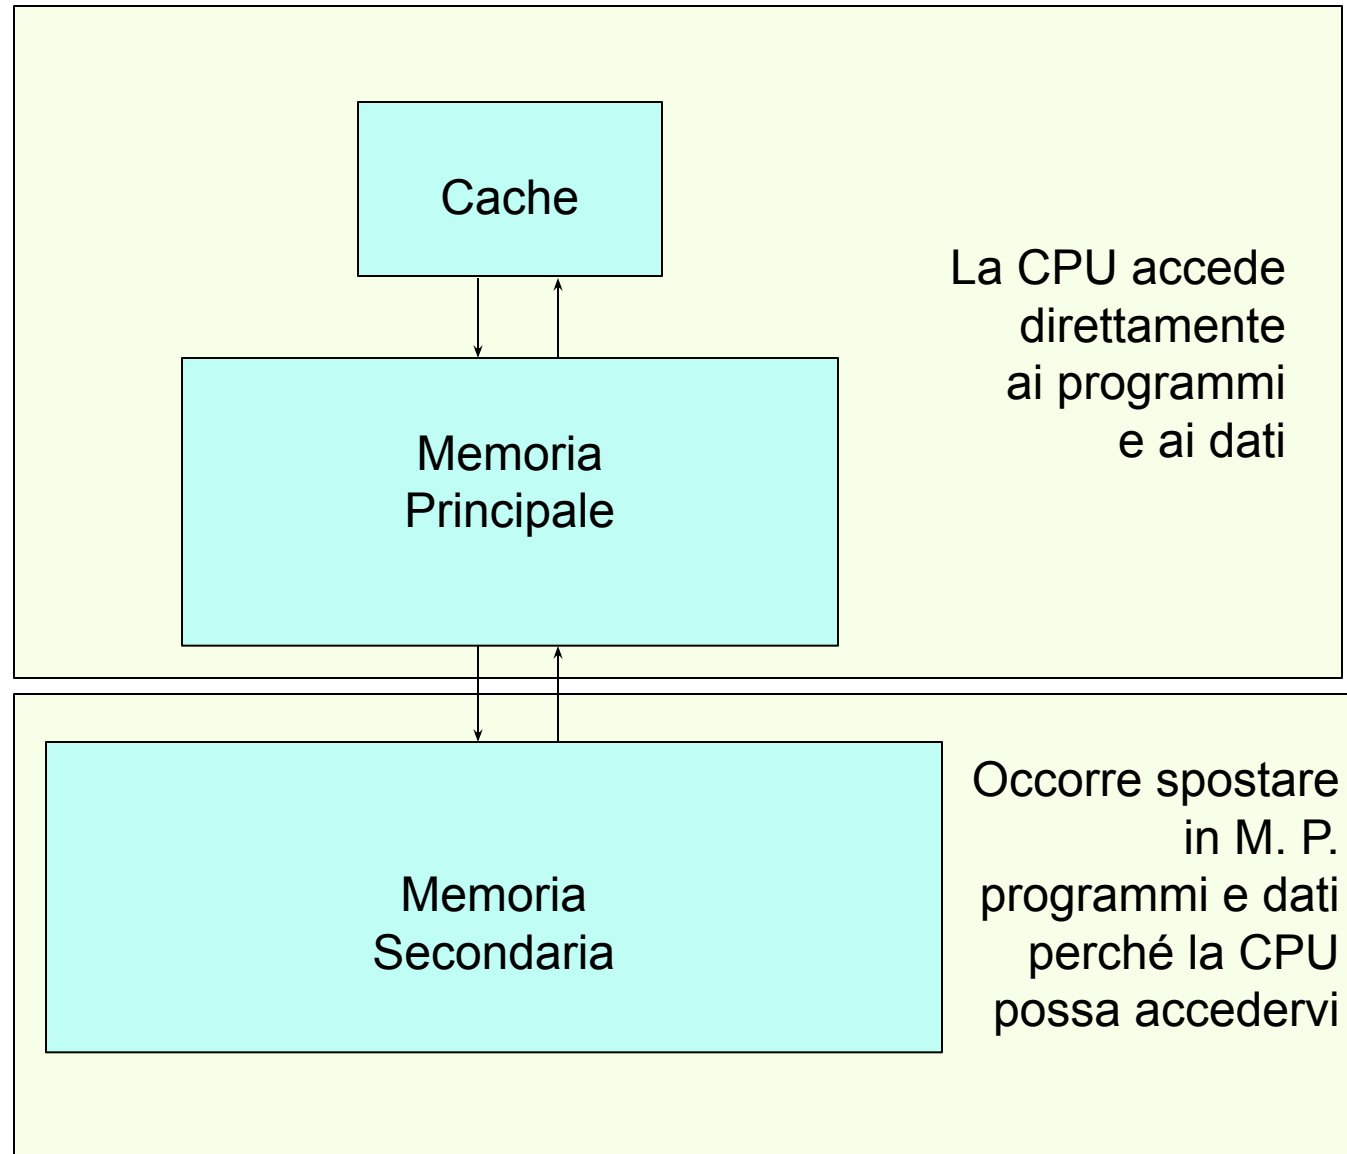 Cache
La CPU accede
direttamente
ai programmi
e ai dati
Memoria
Principale
Occorre spostare
in M. P.
programmi e dati
perché la CPU
possa accedervi
Memoria
Secondaria